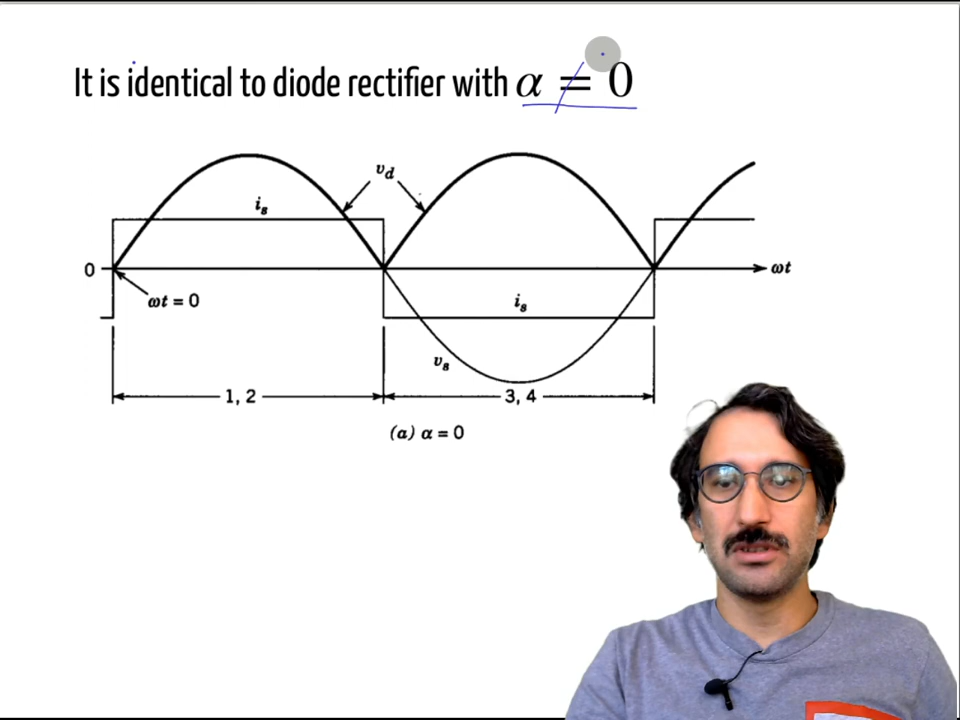 It is identical to diode rectifier with α = 0
v_d
i_s
0
ωt
ωt = 0
i_s
v_s
1, 2
3, 4
(a) α = 0